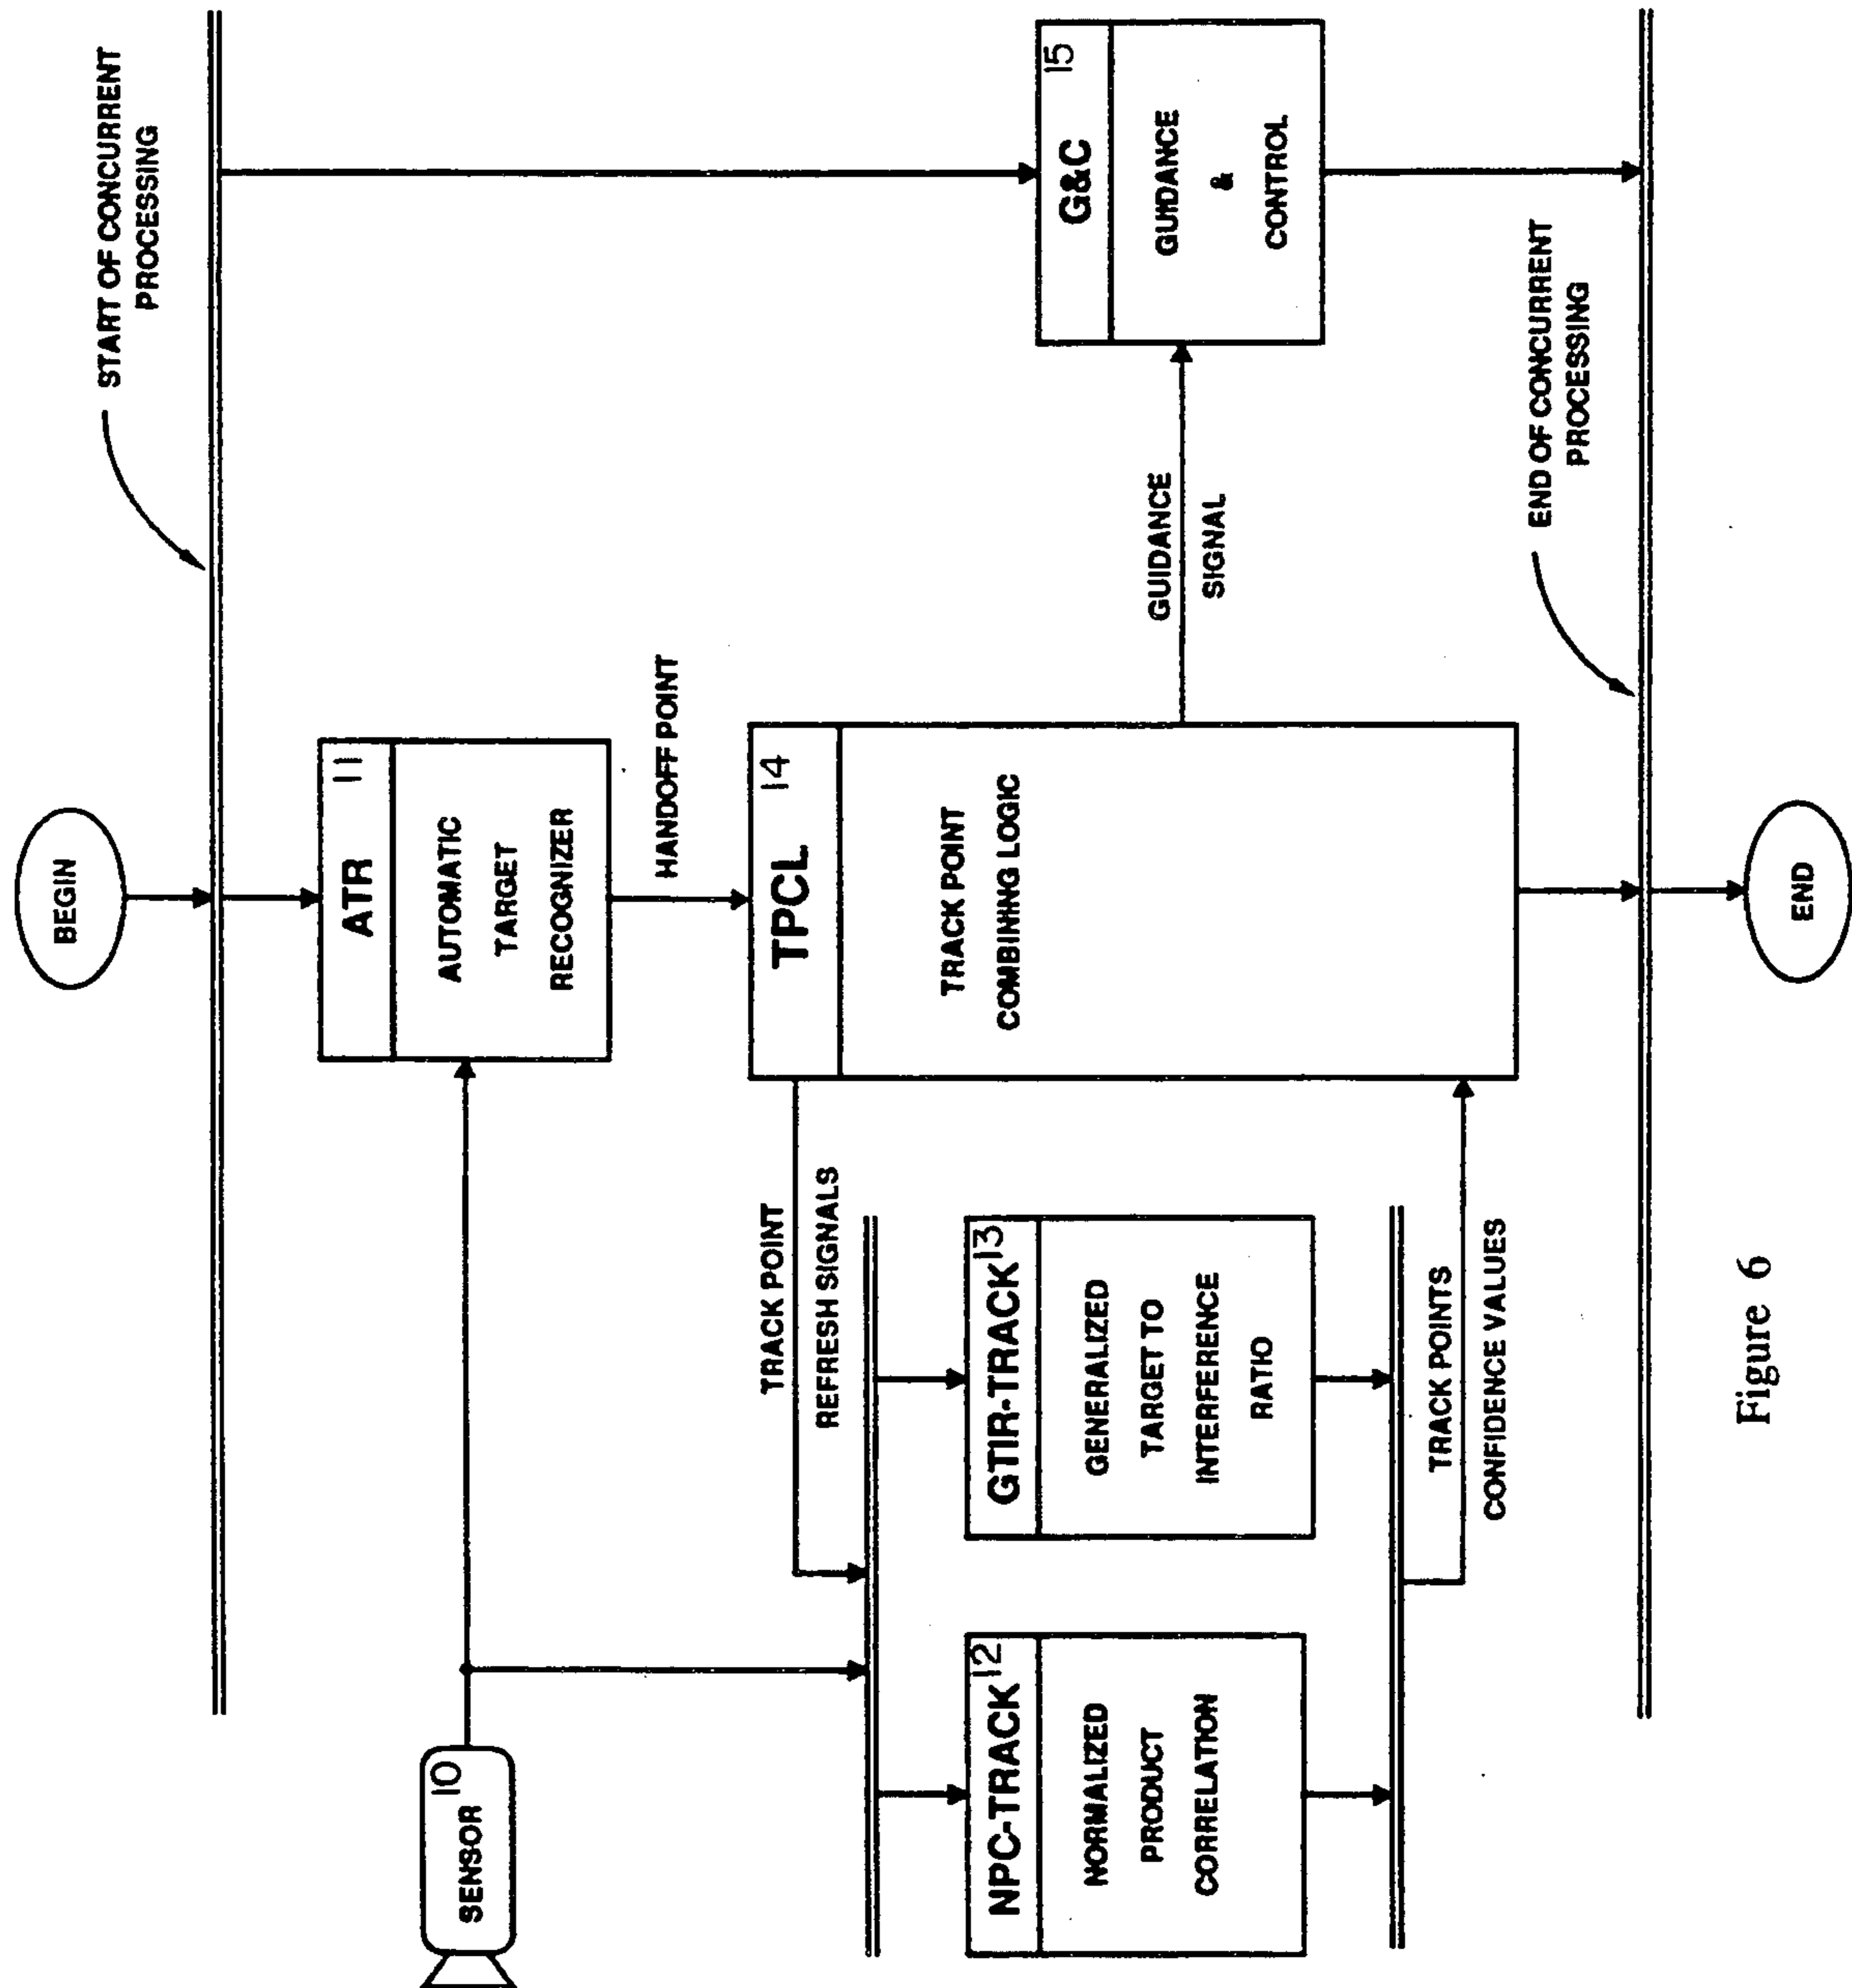 BEGIN
START OF CONCURRENT
PROCESSING
10
SENSOR
ATR
11
AUTOMATIC
TARGET
RECOGNIZER
HANDOFF POINT
TRACK POINT
REFRESH SIGNALS
TPCL
14
TRACK POINT
COMBINING LOGIC
NPC-TRACK
12
NORMALIZED
PRODUCT
CORRELATION
GTIR-TRACK
13
GENERALIZED
TARGET TO
INTERFERENCE
RATIO
GUIDANCE
SIGNAL
G&C
15
GUIDANCE
&
CONTROL
TRACK POINTS
CONFIDENCE VALUES
END OF CONCURRENT
PROCESSING
END
Figure 6